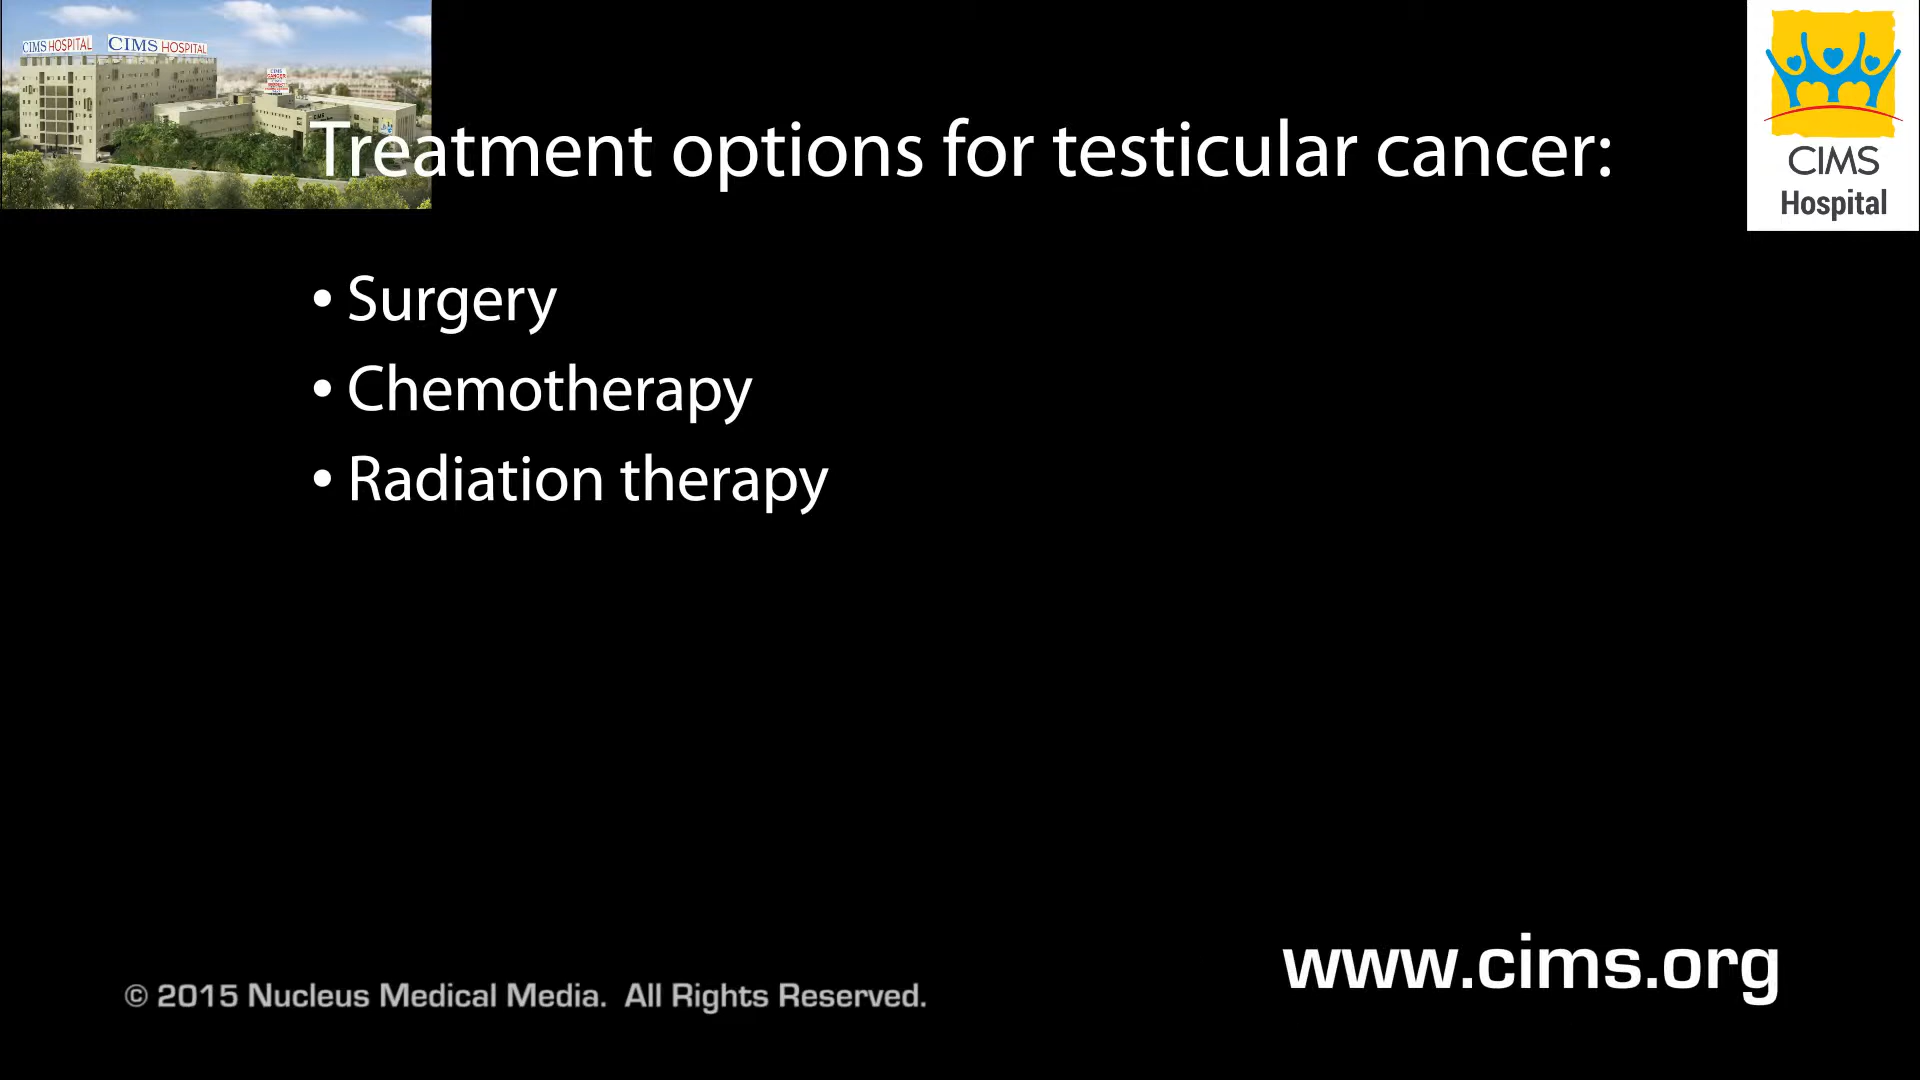 CIMS HOSPITAL CIMS HOSPITAL
Treatment options for testicular cancer:
CIMS
Hospital
• Surgery
• Chemotherapy
• Radiation therapy
www.cims.org
© 2015 Nucleus Medical Media. All Rights Reserved.